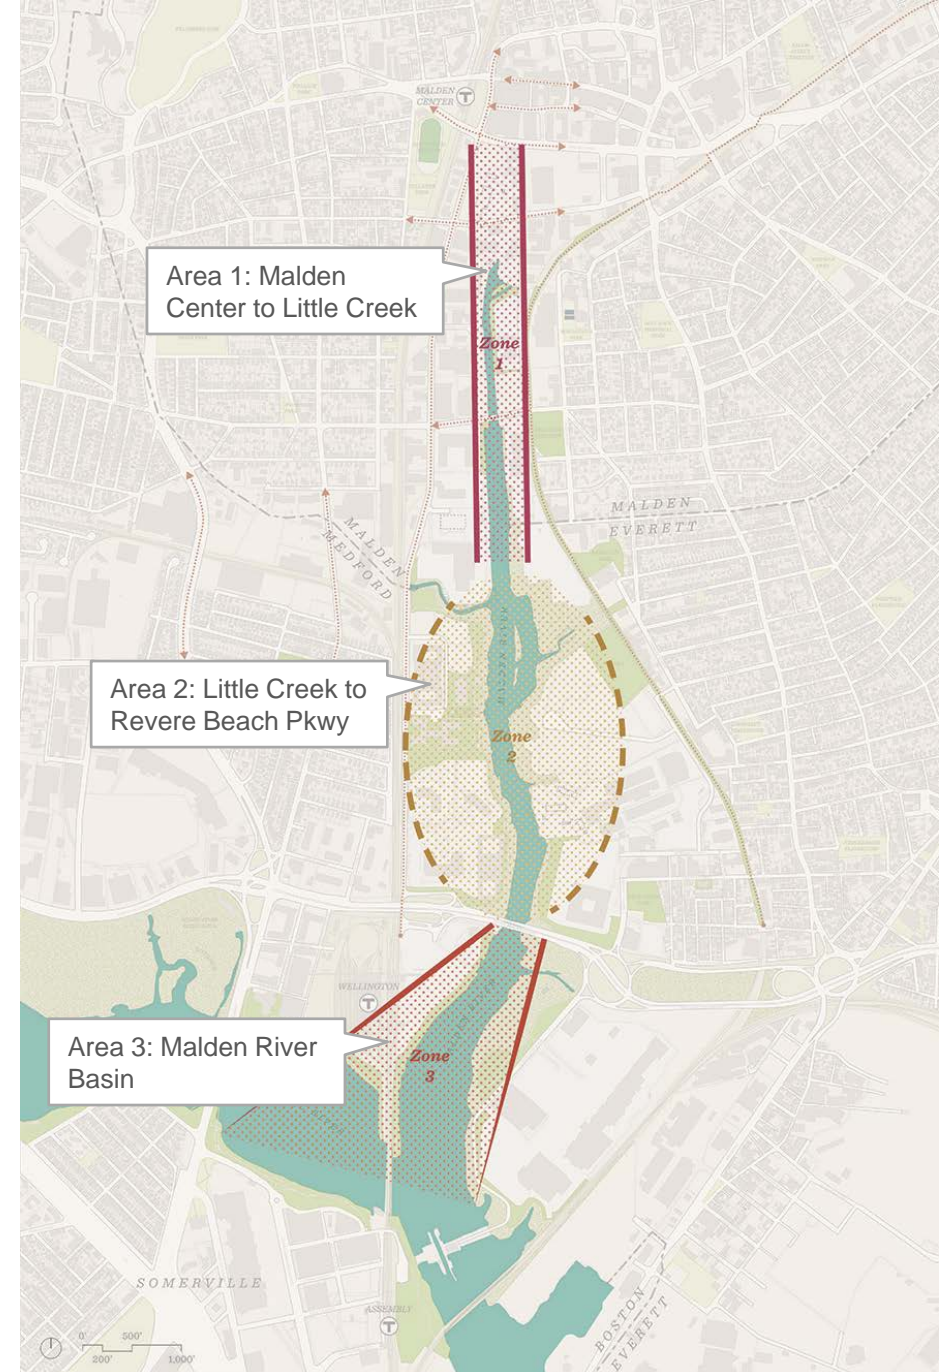 MALDEN
CENTER
T
Area 1: Malden
Center to Little Creek
Zone
1
MALDEN
EVERETT
MALDEN
MEDFORD
Area 2: Little Creek to
Revere Beach Pkwy
Zone
2
WELLINGTON
T
Area 3: Malden River
Basin
Zone
3
SOMERVILLE
ASSEMBLY
T
BOSTON
EVERETT
0' 500'
200' 1,000'